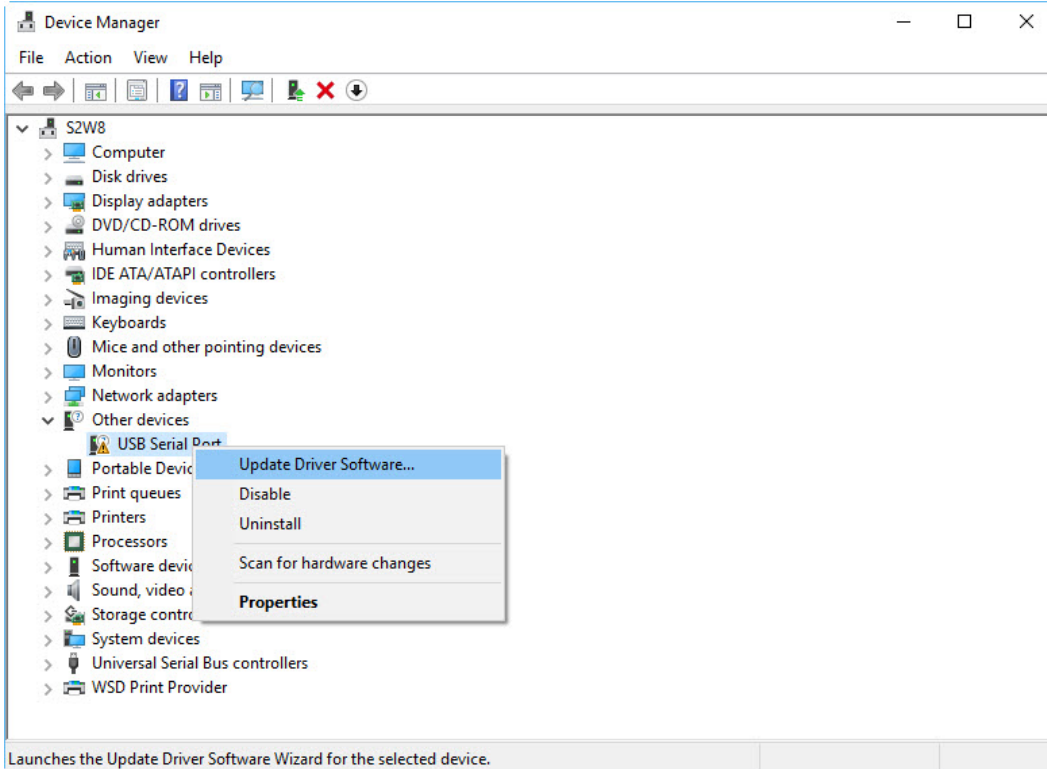 Device Manager
File Action View Help
S2W8
Computer
Disk drives
Display adapters
DVD/CD-ROM drives
Human Interface Devices
IDE ATA/ATAPI controllers
Imaging devices
Keyboards
Mice and other pointing devices
Monitors
Network adapters
Other devices
USB Serial Port
Portable Devic
Print queues
Printers
Processors
Software devic
Sound, video
Storage contro
System devices
Universal Serial Bus controllers
WSD Print Provider
Update Driver Software...
Disable
Uninstall
Scan for hardware changes
Properties
Launches the Update Driver Software Wizard for the selected device.